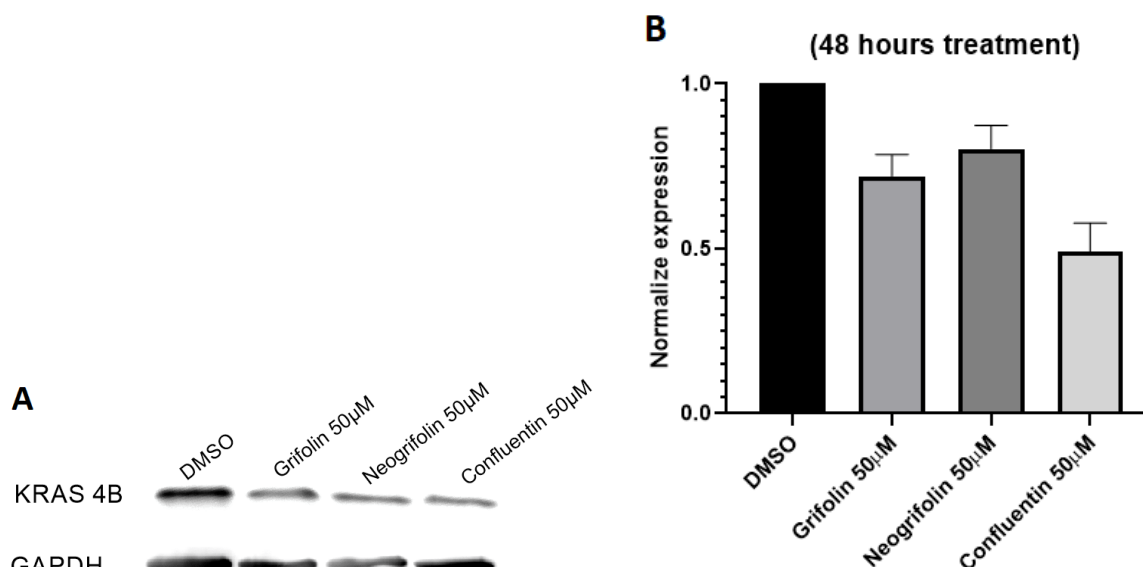 A
DMSO
Grifolin 50µM
Neogrifolin 50µM
Confluentin 50µM
KRAS 4B
GAPDH
B
(48 hours treatment)
Normalize expression
1.0
0.5
0.0
DMSO
Grifolin 50µM
Neogrifolin 50µM
Confluentin 50µM